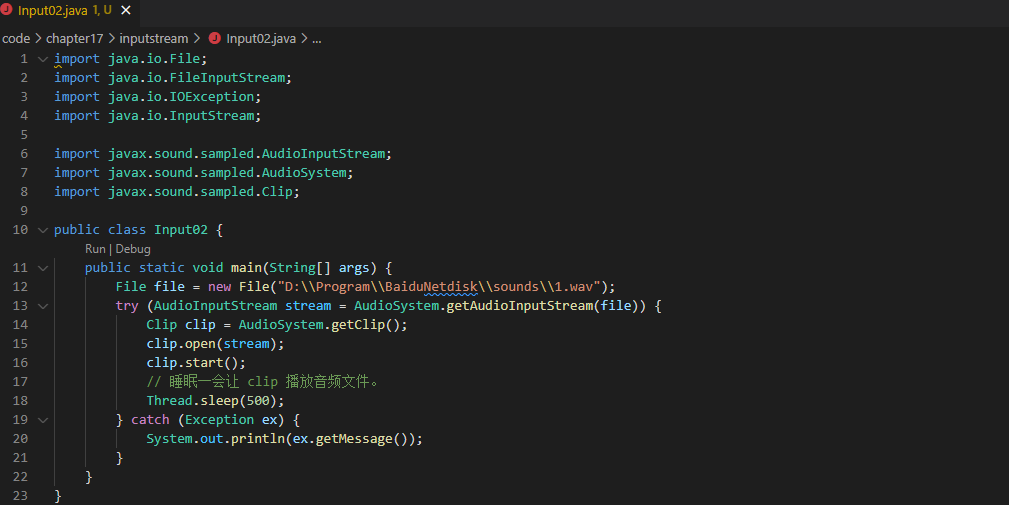 Input02.java 1, U
code > chapter17 > inputstream > Input02.java > ...
1 import java.io.File;
2 import java.io.FileInputStream;
3 import java.io.IOException;
4 import java.io.InputStream;
5
6 import javax.sound.sampled.AudioInputStream;
7 import javax.sound.sampled.AudioSystem;
8 import javax.sound.sampled.Clip;
9
10 public class Input02 {
Run | Debug
11 public static void main(String[] args) {
12 File file = new File("D:\\Program\\BaiduNetdisk\\sounds\\1.wav");
13 try (AudioInputStream stream = AudioSystem.getAudioInputStream(file)) {
14 Clip clip = AudioSystem.getClip();
15 clip.open(stream);
16 clip.start();
17 // 睡眠一会让 clip 播放音频文件。
18 Thread.sleep(500);
19 } catch (Exception ex) {
20 System.out.println(ex.getMessage());
21 }
22 }
23 }